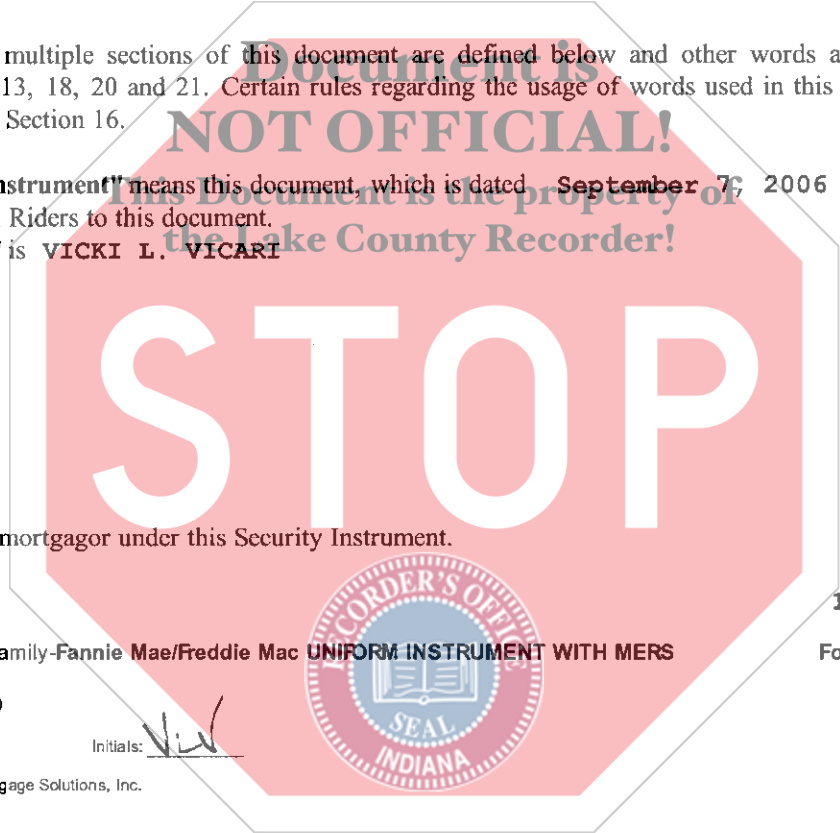 Document is
multiple sections of this document are defined below and other words a
13, 18, 20 and 21. Certain rules regarding the usage of words used in this
Section 16.
NOT OFFICIAL!
nstrument" means this document, which is dated September 7, 2006
This Document is the property of
Riders to this document.
is VICKI L. VICARI
the Lake County Recorder!
STOP
mortgagor under this Security Instrument.
RECORDER'S OFFICE
amily-Fannie Mae/Freddie Mac UNIFORM INSTRUMENT WITH MERS Fo
SEAL
INDIANA
Initials: VLV
gage Solutions, Inc.